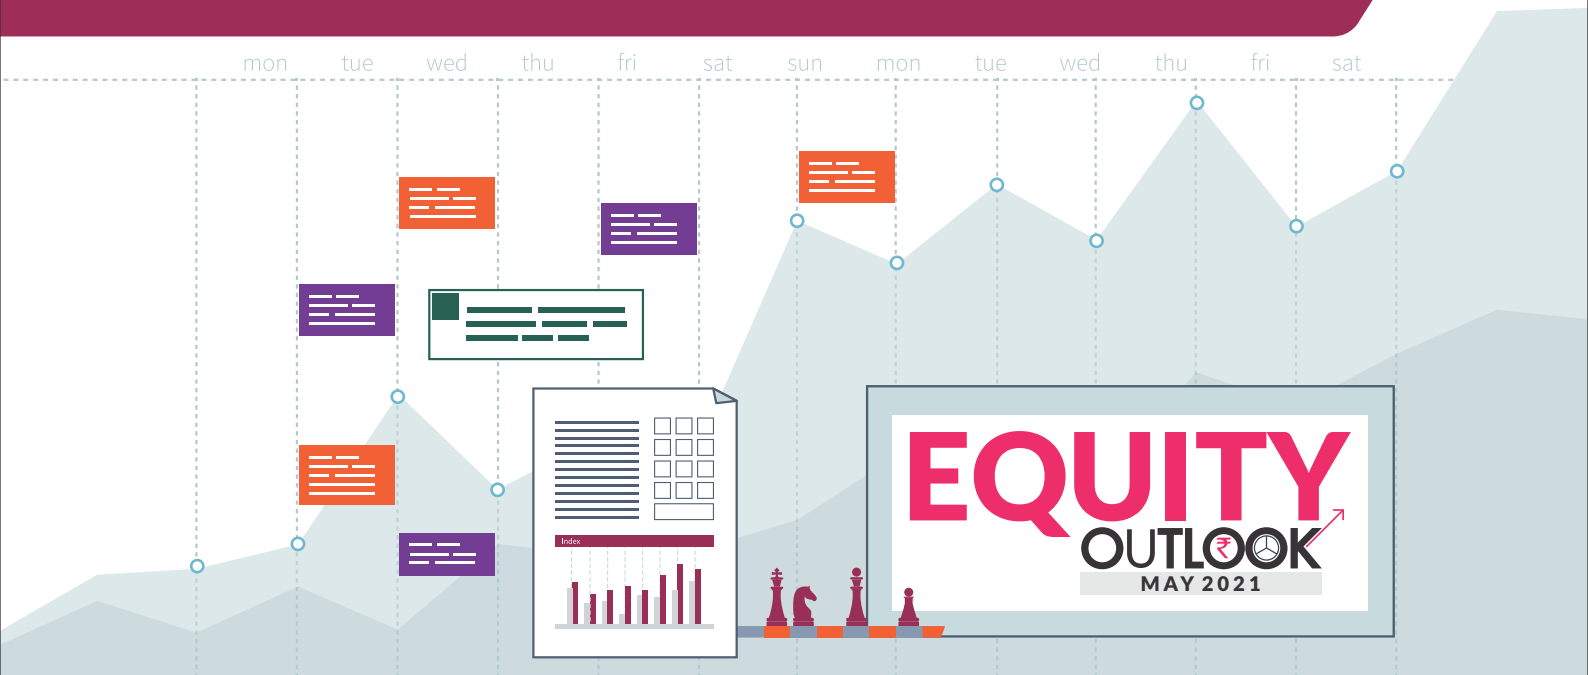 mon tue wed thu fri sat sun mon tue wed thu fri sat
Index
EQUITY
OUTLOOK
MAY 2021